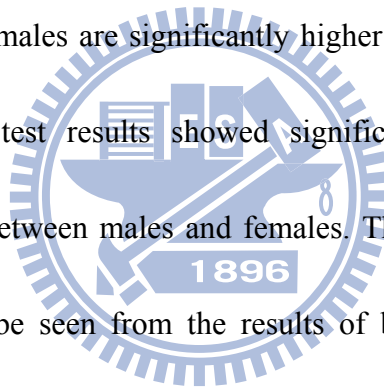 males are significantly higher
test results showed signific
etween males and females. T
be seen from the results of b
ES
1896